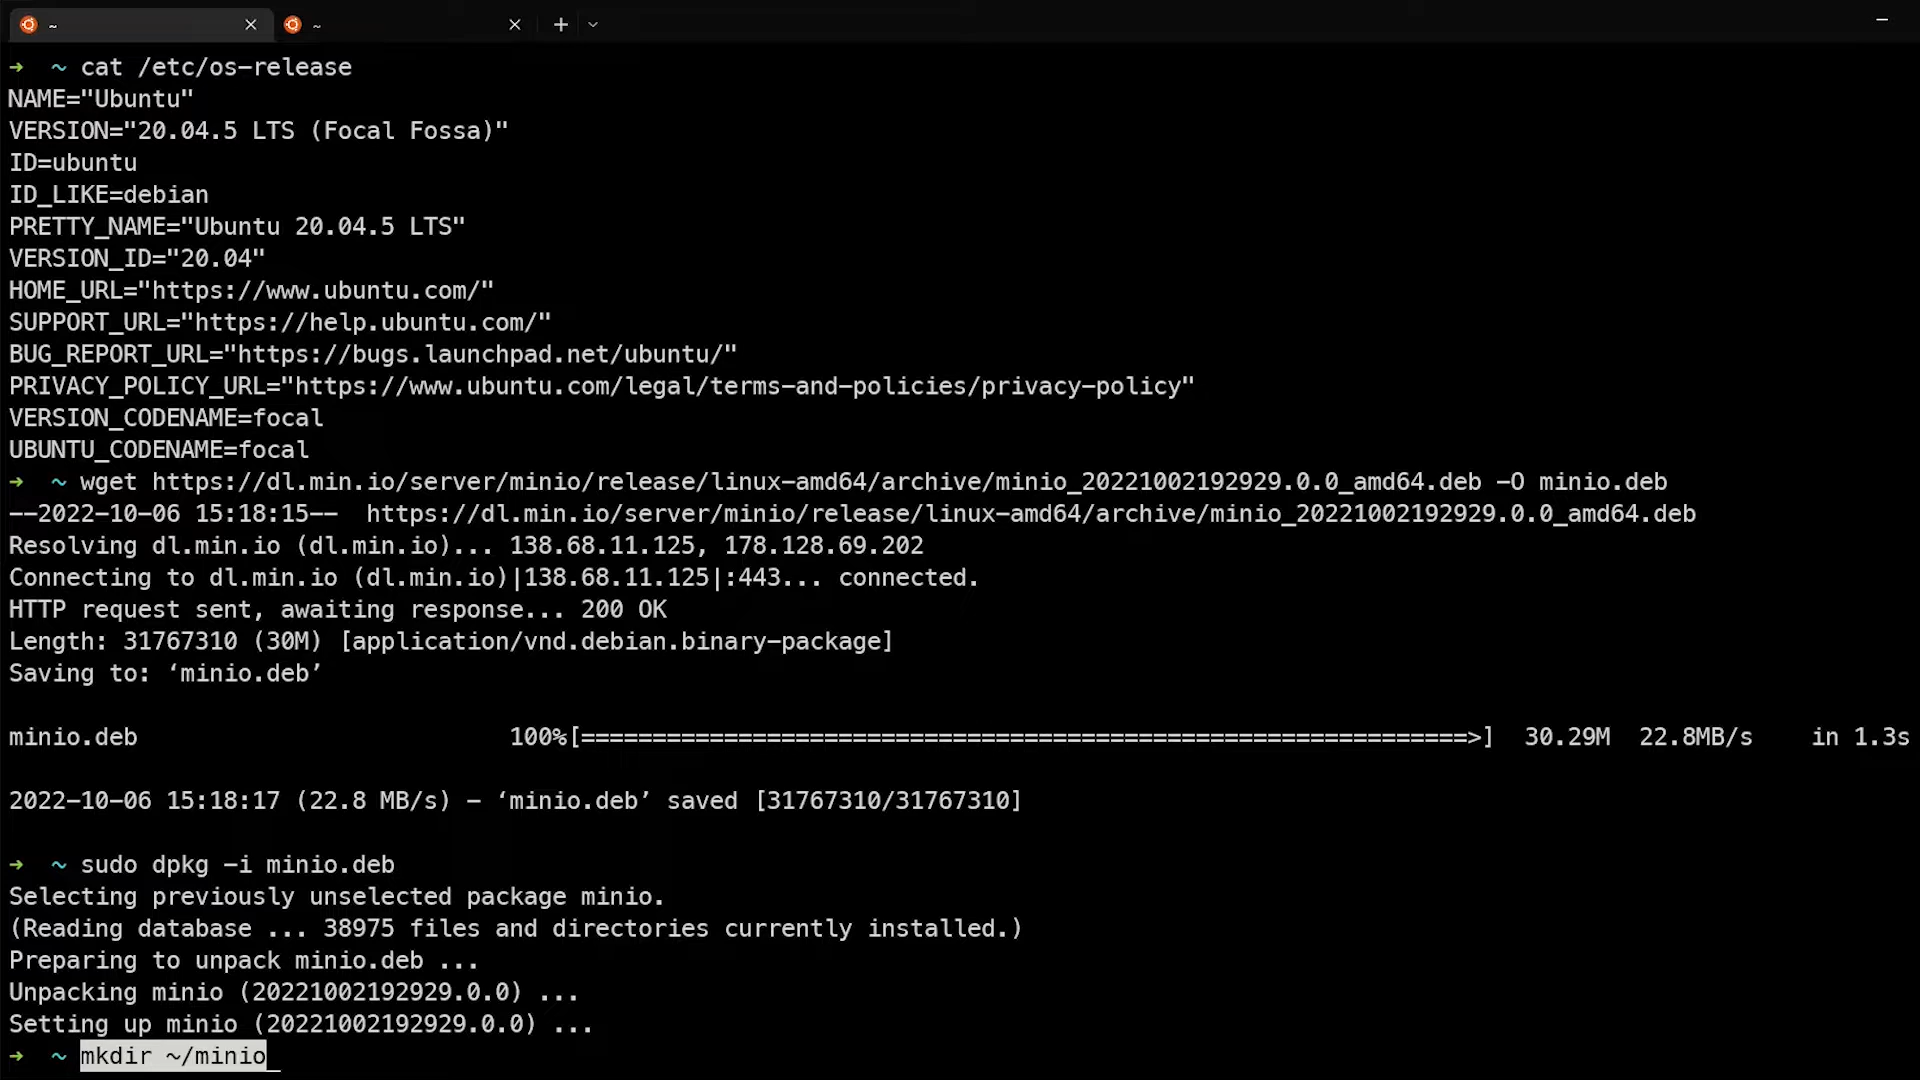 ~ ~
➜ ~ cat /etc/os-release
NAME="Ubuntu"
VERSION="20.04.5 LTS (Focal Fossa)"
ID=ubuntu
ID_LIKE=debian
PRETTY_NAME="Ubuntu 20.04.5 LTS"
VERSION_ID="20.04"
HOME_URL="https://www.ubuntu.com/"
SUPPORT_URL="https://help.ubuntu.com/"
BUG_REPORT_URL="https://bugs.launchpad.net/ubuntu/"
PRIVACY_POLICY_URL="https://www.ubuntu.com/legal/terms-and-policies/privacy-policy"
VERSION_CODENAME=focal
UBUNTU_CODENAME=focal
➜ ~ wget https://dl.min.io/server/minio/release/linux-amd64/archive/minio_20221002192929.0.0_amd64.deb -O minio.deb
--2022-10-06 15:18:15-- https://dl.min.io/server/minio/release/linux-amd64/archive/minio_20221002192929.0.0_amd64.deb
Resolving dl.min.io (dl.min.io)... 138.68.11.125, 178.128.69.202
Connecting to dl.min.io (dl.min.io)|138.68.11.125|:443... connected.
HTTP request sent, awaiting response... 200 OK
Length: 31767310 (30M) [application/vnd.debian.binary-package]
Saving to: ‘minio.deb’
minio.deb 100%[==============================================================>] 30.29M 22.8MB/s in 1.3s
2022-10-06 15:18:17 (22.8 MB/s) - ‘minio.deb’ saved [31767310/31767310]
➜ ~ sudo dpkg -i minio.deb
Selecting previously unselected package minio.
(Reading database ... 38975 files and directories currently installed.)
Preparing to unpack minio.deb ...
Unpacking minio (20221002192929.0.0) ...
Setting up minio (20221002192929.0.0) ...
➜ ~ mkdir ~/minio